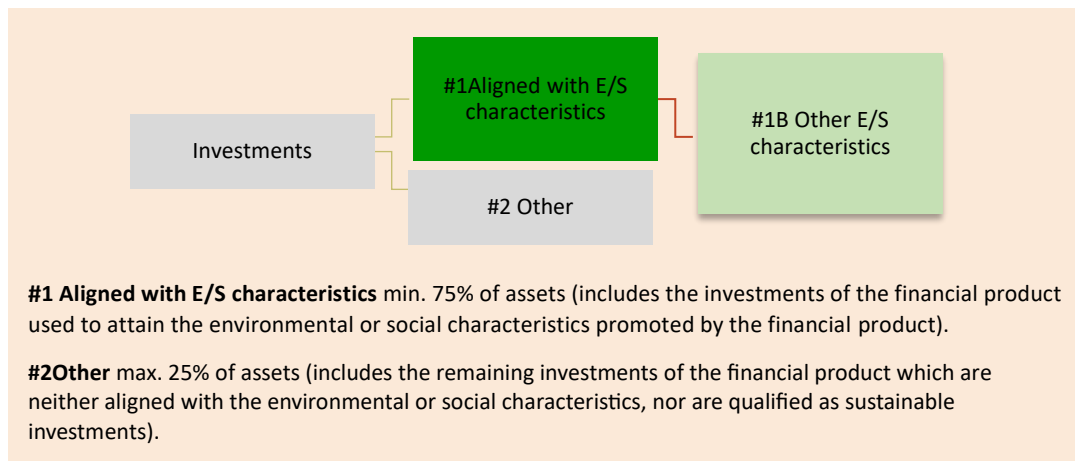 #1Aligned with E/S
characteristics
#1B Other E/S
characteristics
Investments
#2 Other
#1 Aligned with E/S characteristics min. 75% of assets (includes the investments of the financial product
used to attain the environmental or social characteristics promoted by the financial product).
#2Other max. 25% of assets (includes the remaining investments of the financial product which are
neither aligned with the environmental or social characteristics, nor are qualified as sustainable
investments).